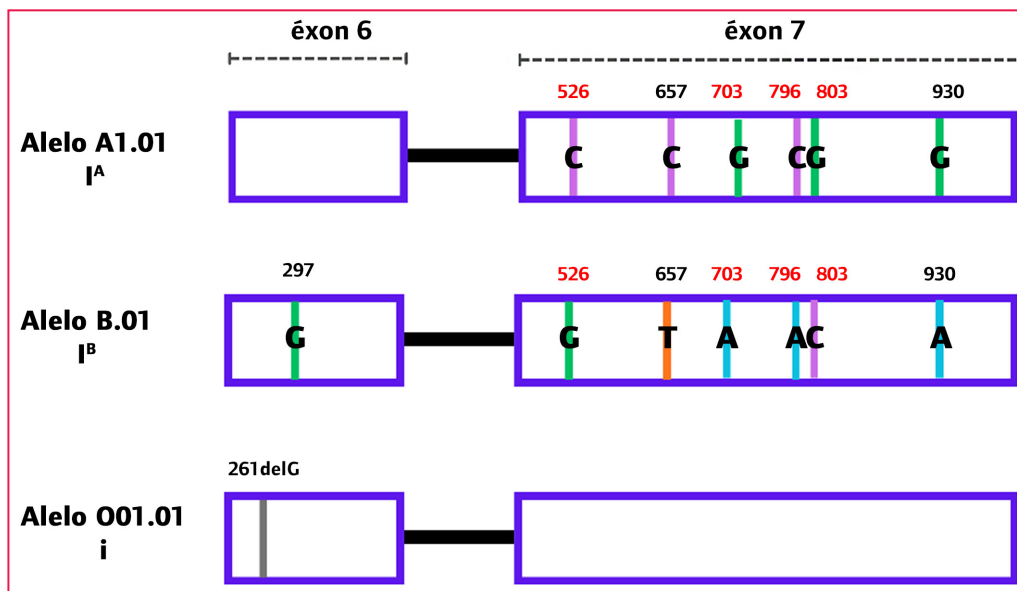 éxon 6 éxon 7
526 657 703 796 803 930
Alelo A1.01
Iᴬ
C C G C G G
297 526 657 703 796 803 930
Alelo B.01
Iᴮ
G G T A A C A
261delG
Alelo O01.01
i